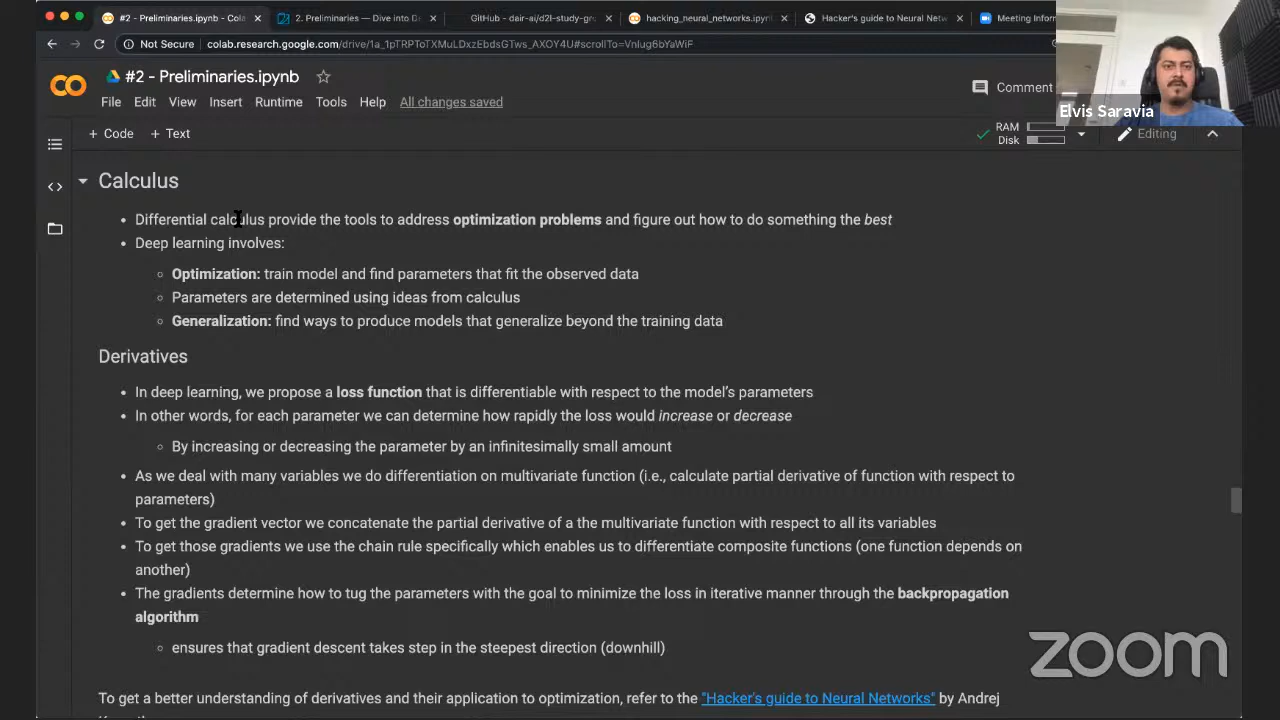 #2 - Preliminaries.ipynb - Cola
2. Preliminaries — Dive into D
GitHub - dair-ai/d2l-study-gr
hacking_neural_networks.ipyn
Hacker's guide to Neural Netw
Meeting Infor
Not Secure colab.research.google.com/drive/1a_1pTRPToTXMuLDxzEbdsGTws_AXOY4U#scrollTo=Vnlug6bYaWiF
#2 - Preliminaries.ipynb
Comment
Elvis Saravia
File Edit View Insert Runtime Tools Help All changes saved
+ Code + Text
RAM
Disk
Editing
Calculus
• Differential calculus provide the tools to address optimization problems and figure out how to do something the best
• Deep learning involves:
Optimization: train model and find parameters that fit the observed data
Parameters are determined using ideas from calculus
Generalization: find ways to produce models that generalize beyond the training data
Derivatives
• In deep learning, we propose a loss function that is differentiable with respect to the model's parameters
• In other words, for each parameter we can determine how rapidly the loss would increase or decrease
By increasing or decreasing the parameter by an infinitesimally small amount
• As we deal with many variables we do differentiation on multivariate function (i.e., calculate partial derivative of function with respect to
parameters)
• To get the gradient vector we concatenate the partial derivative of a the multivariate function with respect to all its variables
• To get those gradients we use the chain rule specifically which enables us to differentiate composite functions (one function depends on
another)
• The gradients determine how to tug the parameters with the goal to minimize the loss in iterative manner through the backpropagation
algorithm
ensures that gradient descent takes step in the steepest direction (downhill)
To get a better understanding of derivatives and their application to optimization, refer to the "Hacker's guide to Neural Networks" by Andrej
zoom